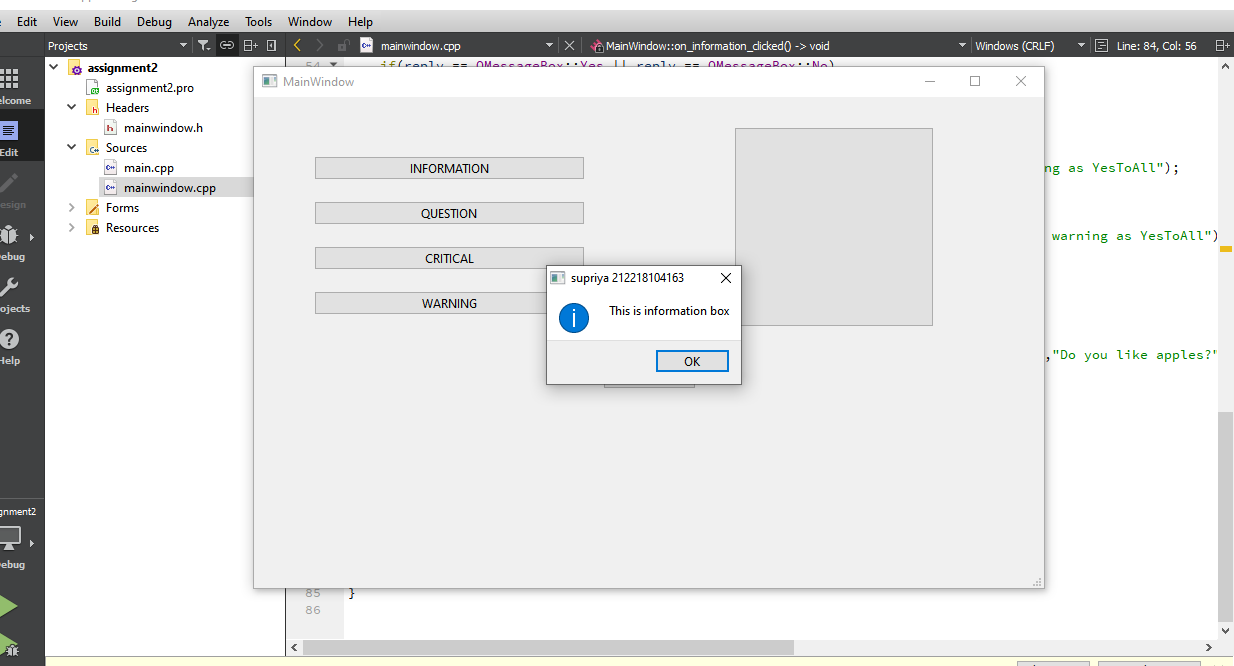 Edit View Build Debug Analyze Tools Window Help
Projects
mainwindow.cpp
MainWindow::on_information_clicked() -> void
Windows (CRLF)
Line: 84, Col: 56
elcome
Edit
esign
ebug
ojects
Help
gnment2
ebug
assignment2
assignment2.pro
Headers
mainwindow.h
Sources
main.cpp
mainwindow.cpp
Forms
Resources
54 if(reply == QMessageBox::Yes || reply == QMessageBox::No)
ng as YesToAll");
warning as YesToAll")
,"Do you like apples?"
85 }
86
MainWindow
INFORMATION
QUESTION
CRITICAL
WARNING
supriya 212218104163
This is information box
OK